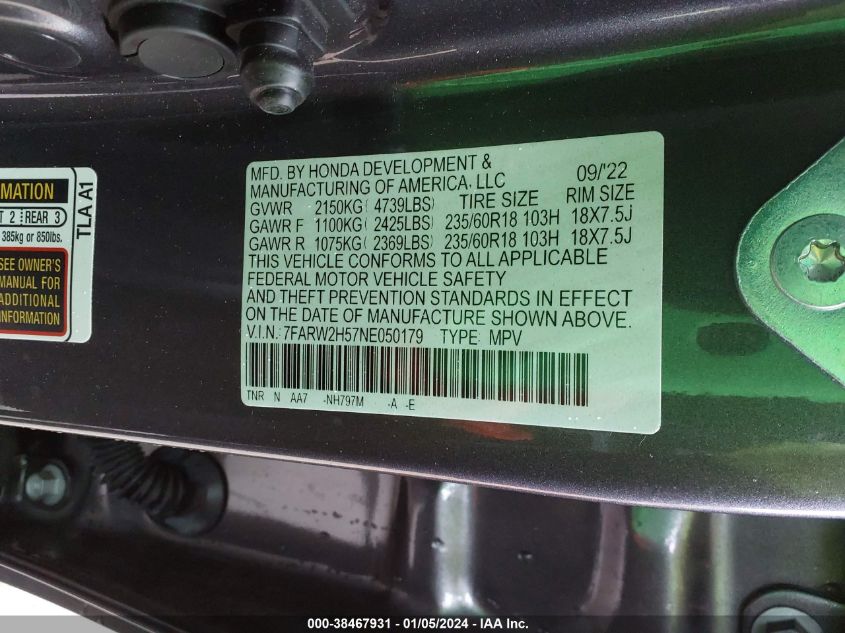 MATION
T 2 REAR 3
385kg or 850lbs.
SEE OWNER'S
MANUAL FOR
ADDITIONAL
INFORMATION
TLA A1
MFD. BY HONDA DEVELOPMENT & 09/'22
MANUFACTURING OF AMERICA, LLC TIRE SIZE RIM SIZE
GVWR 2150KG( 4739LBS)
GAWR F 1100KG( 2425LBS) 235/60R18 103H 18X7.5J
GAWR R 1075KG( 2369LBS) 235/60R18 103H 18X7.5J
THIS VEHICLE CONFORMS TO ALL APPLICABLE
FEDERAL MOTOR VEHICLE SAFETY
AND THEFT PREVENTION STANDARDS IN EFFECT
ON THE DATE OF MANUFACTURE SHOWN ABOVE.
V.I.N.: 7FARW2H57NE050179 TYPE: MPV
TNR N AA7 -NH797M -A -E
000-38467931 - 01/05/2024 - IAA Inc.